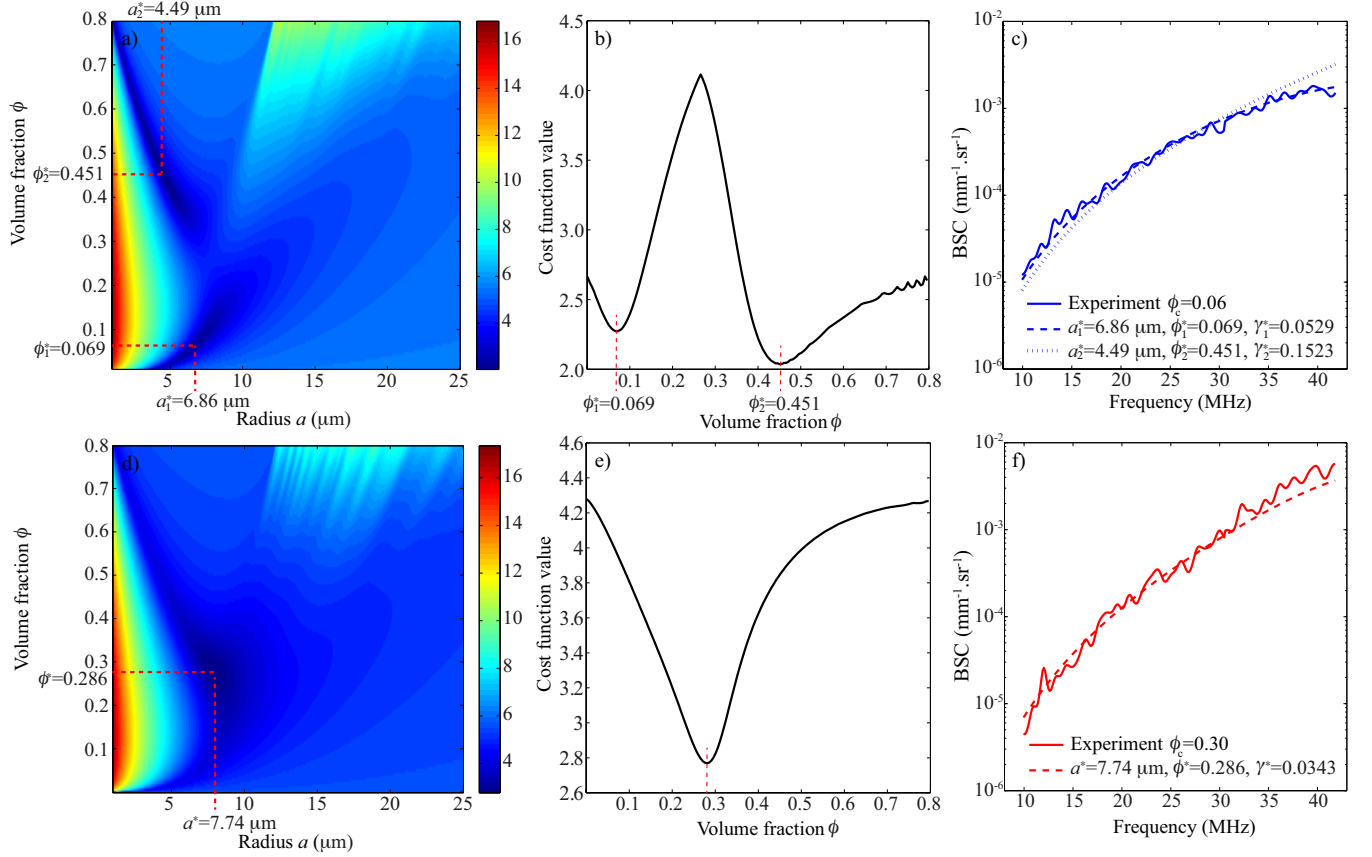 a₂*=4.49 μm
a)
Volume fraction ϕ
0.8
0.7
0.6
0.5
ϕ₂*=0.451
0.4
0.3
0.2
0.1
ϕ₁*=0.069
5 10 15 20 25
a₁*=6.86 μm
Radius a (μm)
16
14
12
10
8
6
4
2
b)
Cost function value
4.5
4.0
3.5
3.0
2.5
2.0
0.1 0.2 0.3 0.4 0.5 0.6 0.7 0.8
ϕ₁*=0.069 ϕ₂*=0.451
Volume fraction ϕ
c)
BSC (mm⁻¹.sr⁻¹)
10⁻²
10⁻³
10⁻⁴
10⁻⁵
10⁻⁶
Experiment ϕc=0.06
a₁*=6.86 μm, ϕ₁*=0.069, γ₁*=0.0529
a₂*=4.49 μm, ϕ₂*=0.451, γ₂*=0.1523
10 15 20 25 30 35 40
Frequency (MHz)
d)
Volume fraction ϕ
0.8
0.7
0.6
0.5
0.4
0.3
ϕ*=0.286
0.2
0.1
5 10 15 20 25
a*=7.74 μm
Radius a (μm)
16
14
12
10
8
6
4
e)
Cost function value
4.6
4.4
4.2
4
3.8
3.6
3.4
3.2
3
2.8
2.6
0.1 0.2 0.3 0.4 0.5 0.6 0.7 0.8
Volume fraction ϕ
f)
BSC (mm⁻¹.sr⁻¹)
10⁻²
10⁻³
10⁻⁴
10⁻⁵
10⁻⁶
Experiment ϕc=0.30
a*=7.74 μm, ϕ*=0.286, γ*=0.0343
10 15 20 25 30 35 40
Frequency (MHz)